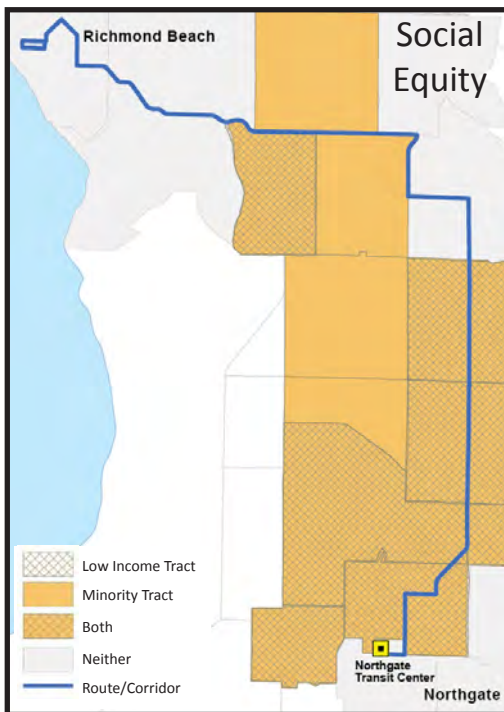 Social
Equity
Richmond Beach
Low Income Tract
Minority Tract
Both
Neither
Route/Corridor
Northgate
Transit Center
Northgate